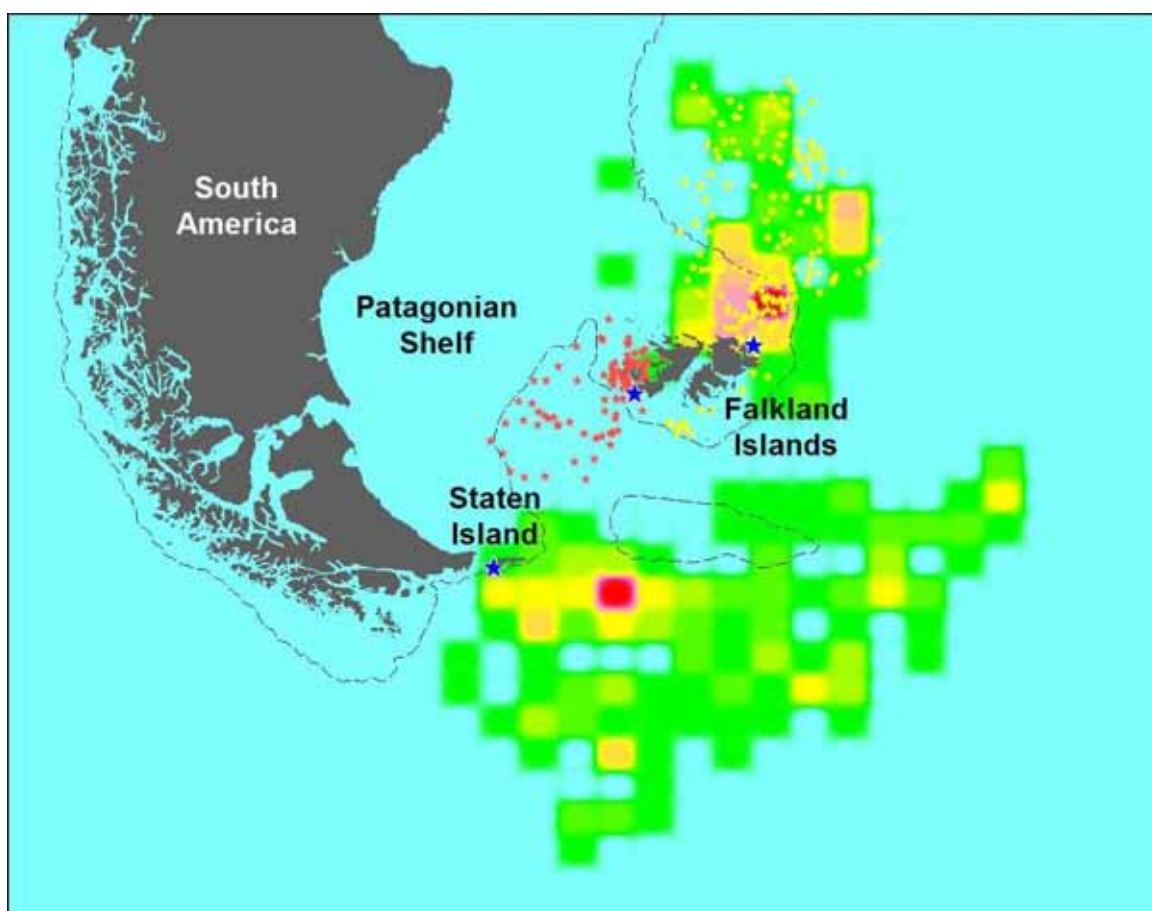 South
America
Patagonian
Shelf
Falkland
Islands
Staten
Island